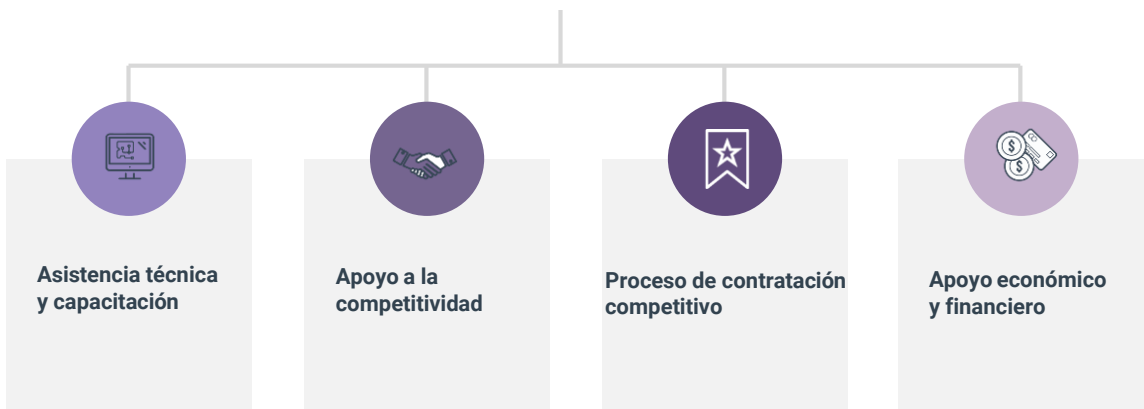 Asistencia técnica
y capacitación
Apoyo a la
competitividad
Proceso de contratación
competitivo
Apoyo económico
y financiero
$
$